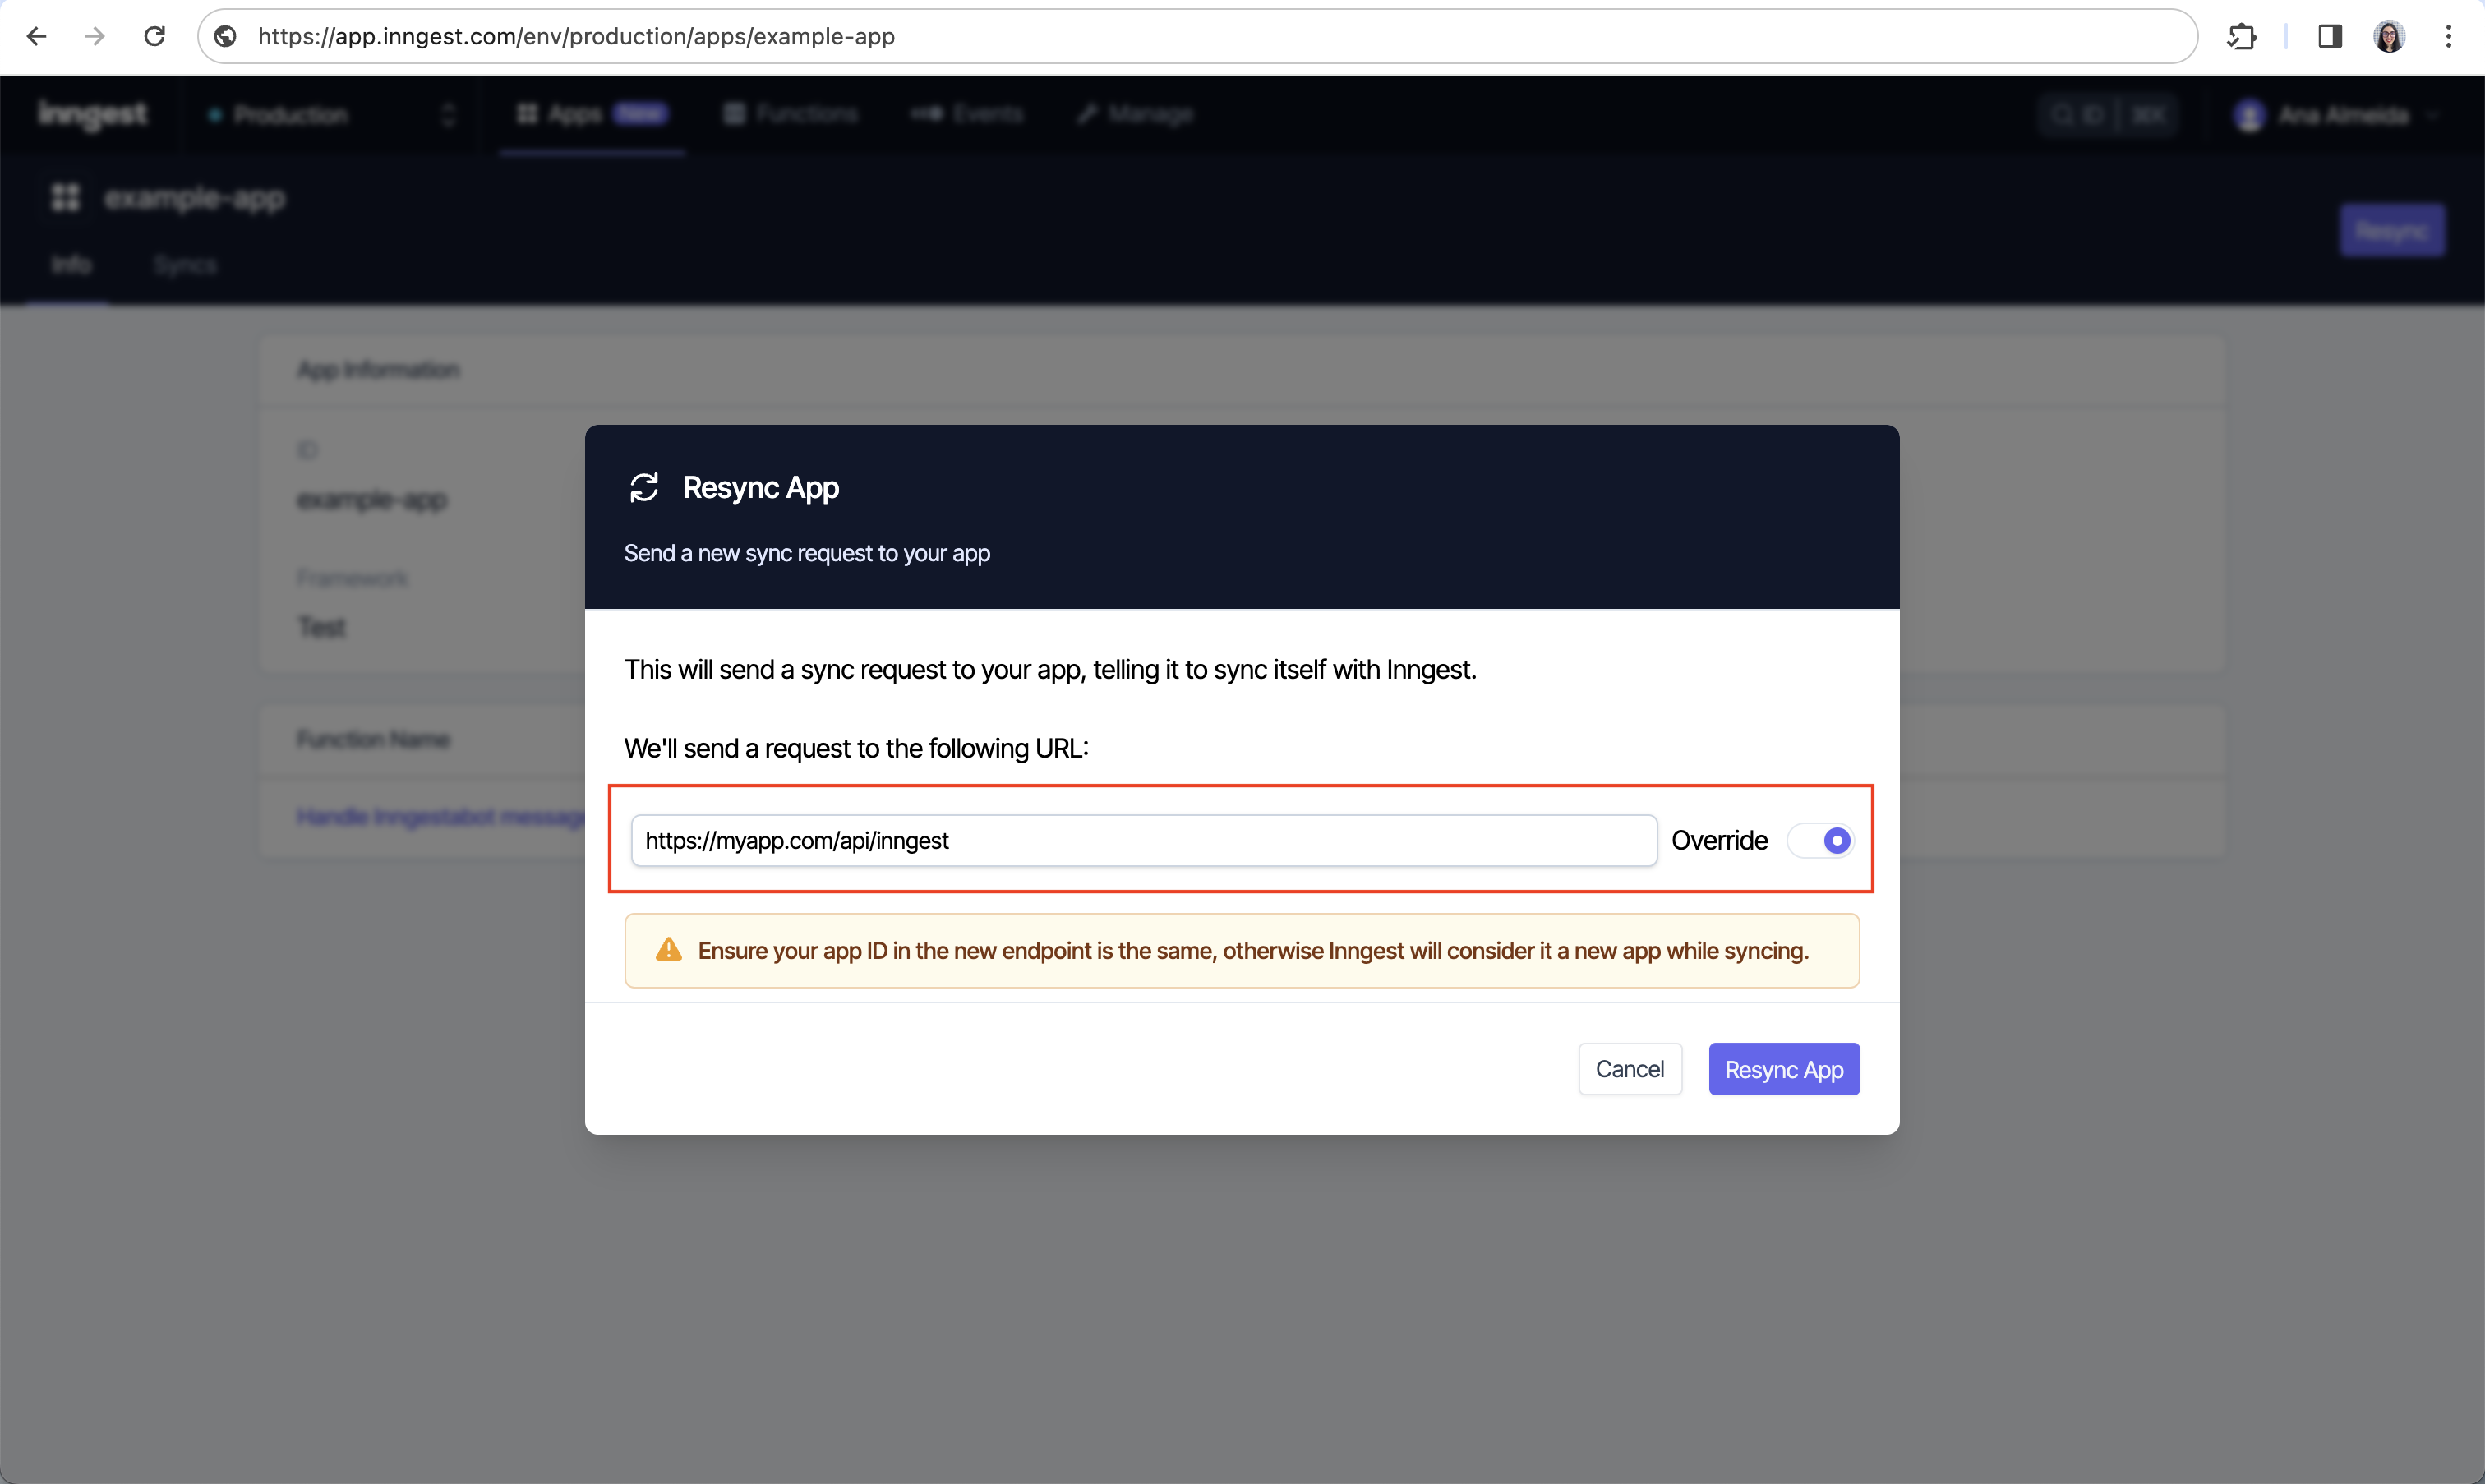 https://app.inngest.com/env/production/apps/example-app
inngest
Production
Apps New
Functions
Events
Manage
ID
⌘K
Ana Almeida
example-app
Resync
Info
Syncs
App Information
ID
example-app
Framework
Test
Function Name
Handle Inngestabot message
Resync App
Send a new sync request to your app
This will send a sync request to your app, telling it to sync itself with Inngest.
We'll send a request to the following URL:
https://myapp.com/api/inngest
Override
Ensure your app ID in the new endpoint is the same, otherwise Inngest will consider it a new app while syncing.
Cancel
Resync App